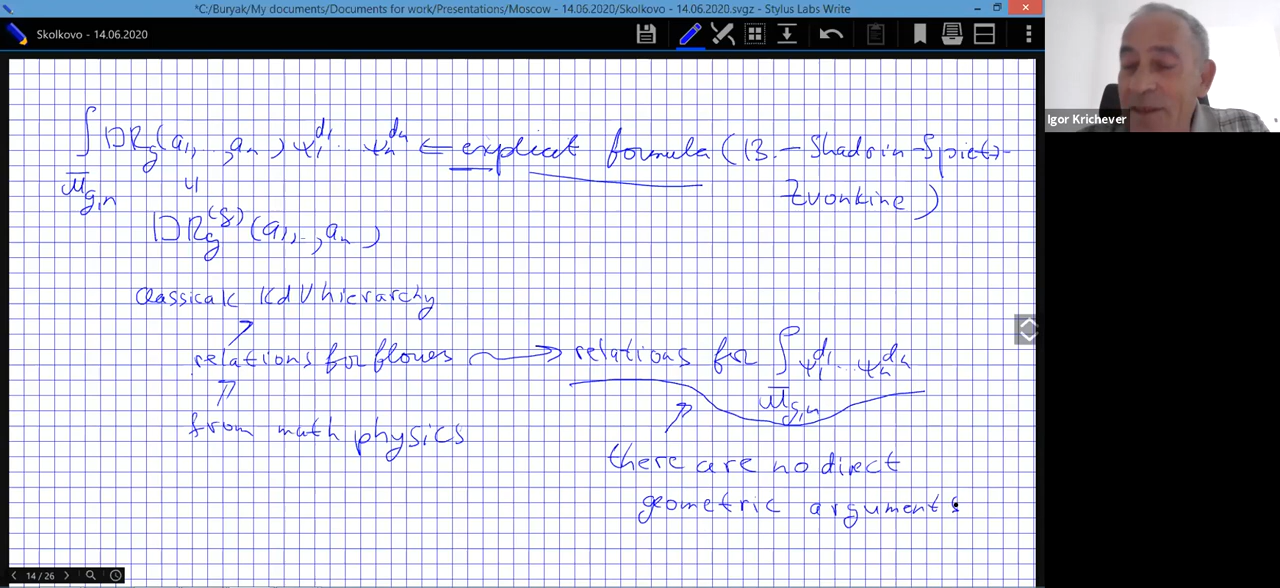 *C:/Buryak/My documents/Documents for work/Presentations/Moscow - 14.06.2020/Skolkovo - 14.06.2020.svgz - Stylus Labs Write
Skolkovo - 14.06.2020
Igor Krichever
∫_{M̅_{g,n}} DR_g(a_1,...,a_n) ψ_1^{d_1} ... ψ_n^{d_n} ← explicit formula (B. - Shadrin - Spietz-
Zvonkine)
DR_g^{(g)}(a_1,..,a_n)
classical KdV hierarchy
relations for flows → relations for ∫_{M̅_{g,n}} ψ_1^{d_1} ... ψ_n^{d_n}
from math physics
there are no direct
geometric arguments
14 / 26